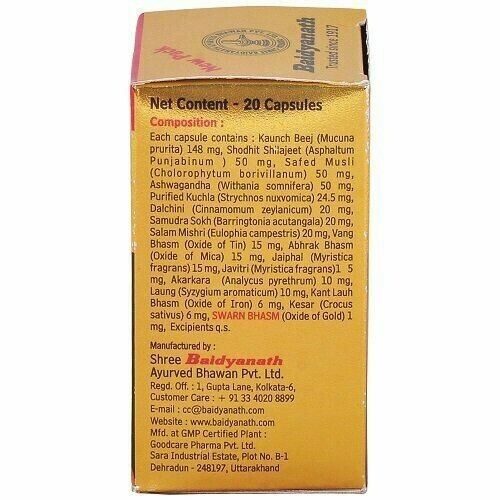 Baidyanath
Trusted since 1917
New Pack
Net Content - 20 Capsules
Composition :
Each capsule contains : Kaunch Beej (Mucuna
prurita) 148 mg, Shodhit Shilajeet (Asphaltum
Punjabinum ) 50 mg, Safed Musli
(Cholorophytum borivillanum) 50 mg,
Ashwagandha (Withania somnifera) 50 mg,
Purified Kuchla (Strychnos nuxvomica) 24.5 mg,
Dalchini (Cinnamomum zeylanicum) 20 mg,
Samudra Sokh (Barringtonia acutangala) 20 mg,
Salam Mishri (Eulophia campestris) 20 mg, Vang
Bhasm (Oxide of Tin) 15 mg, Abhrak Bhasm
(Oxide of Mica) 15 mg, Jaiphal (Myristica
fragrans) 15 mg, Javitri (Myristica fragrans)1 5
mg, Akarkara (Analycus pyrethrum) 10 mg,
Laung (Syzygium aromaticum) 10 mg, Kant Lauh
Bhasm (Oxide of Iron) 6 mg, Kesar (Crocus
sativus) 6 mg, SWARN BHASM (Oxide of Gold) 1
mg, Excipients q.s.
Manufactured by :
Shree Baidyanath
Ayurved Bhawan Pvt. Ltd.
Regd. Off. : 1, Gupta Lane, Kolkata-6,
Customer Care : + 91 33 4020 8899
E-mail : cc@baidyanath.com
Website : www.baidyanath.com
Mfd. at GMP Certified Plant :
Goodcare Pharma Pvt. Ltd.
Sara Industrial Estate, Plot No. B-1
Dehradun - 248197, Uttarakhand